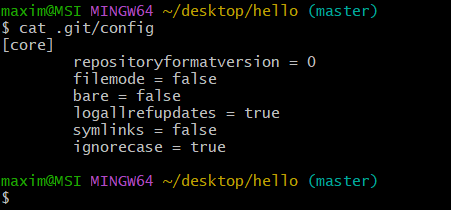 maxim@MSI MINGW64 ~/desktop/hello (master)
$ cat .git/config
[core]
        repositoryformatversion = 0
        filemode = false
        bare = false
        logallrefupdates = true
        symlinks = false
        ignorecase = true

maxim@MSI MINGW64 ~/desktop/hello (master)
$